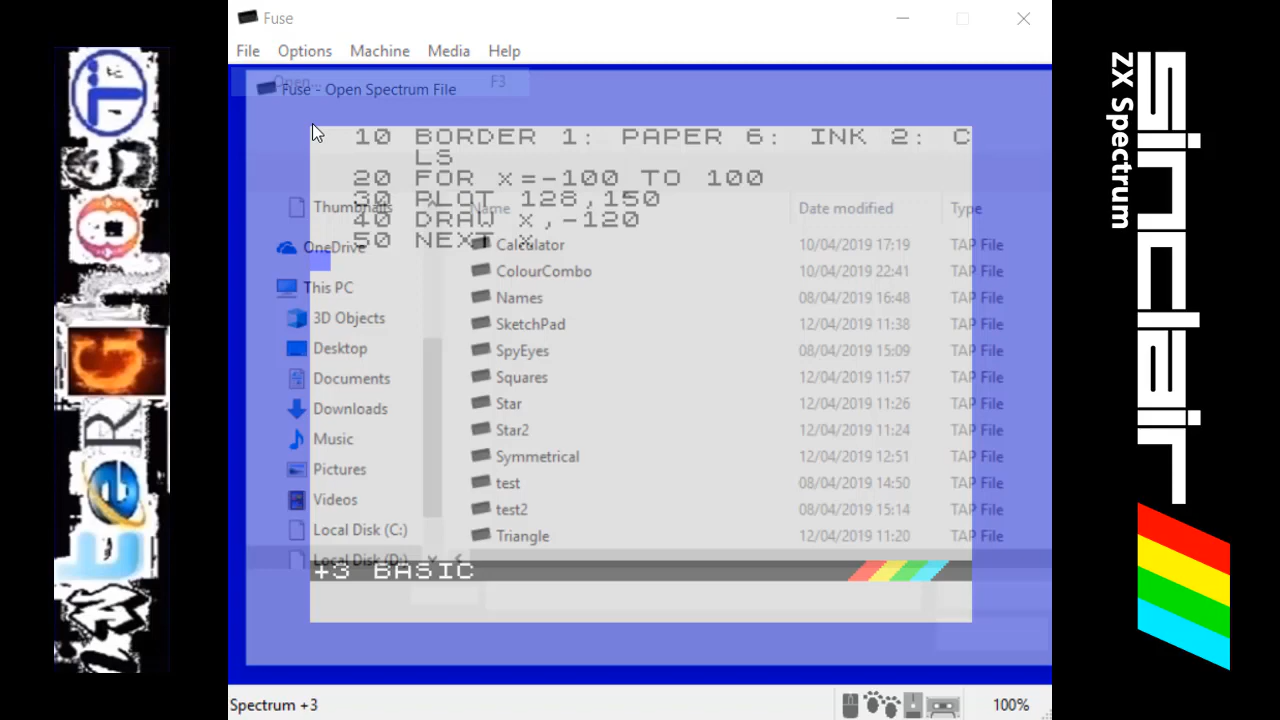 Fuse
File Options Machine Media Help
Open... F3
Fuse - Open Spectrum File
10 BORDER 1: PAPER 6: INK 2: C
LS
20 FOR x=-100 TO 100
30 PLOT 128,150
40 DRAW x,-120
50 NEXT x
Name Date modified Type
Thumbnails
OneDrive
This PC
3D Objects
Desktop
Documents
Downloads
Music
Pictures
Videos
Local Disk (C:)
Local Disk (D:)
Calculator 10/04/2019 17:19 TAP File
ColourCombo 10/04/2019 22:41 TAP File
Names 08/04/2019 16:48 TAP File
SketchPad 12/04/2019 11:38 TAP File
SpyEyes 08/04/2019 15:09 TAP File
Squares 12/04/2019 11:57 TAP File
Star 12/04/2019 11:26 TAP File
Star2 12/04/2019 11:24 TAP File
Symmetrical 12/04/2019 12:51 TAP File
test 08/04/2019 14:50 TAP File
test2 08/04/2019 15:14 TAP File
Triangle 12/04/2019 11:20 TAP File
+3 BASIC
Spectrum +3
100%
sinclair
ZX Spectrum